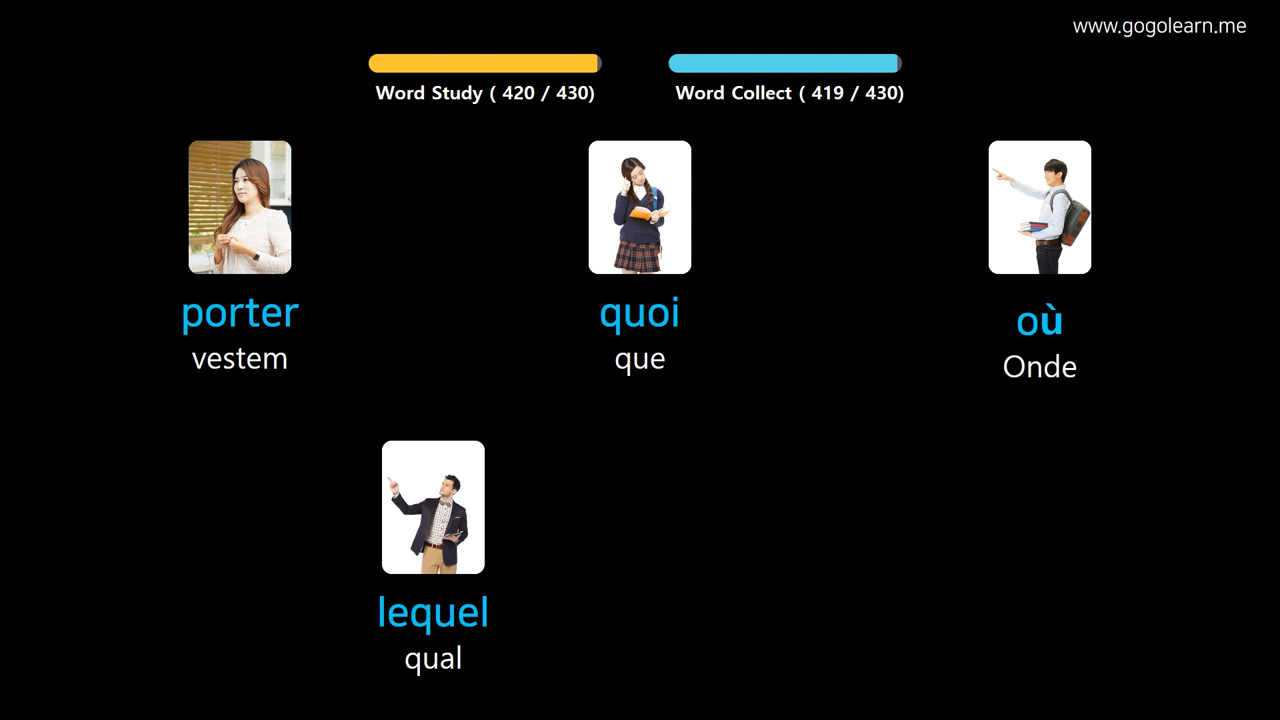 www.gogolearn.me
Word Study ( 420 / 430)
Word Collect ( 419 / 430)
porter
vestem
quoi
que
où
Onde
lequel
qual